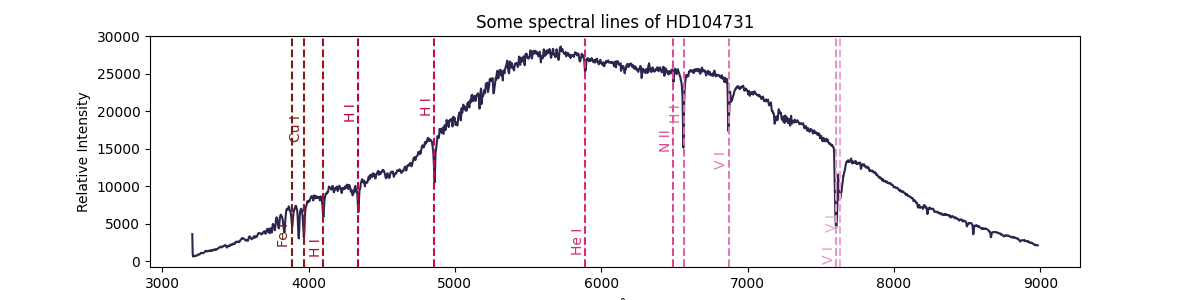 Some spectral lines of HD104731
Relative Intensity
30000
25000
20000
15000
10000
5000
0
Fe I
Ca I
H I
H I
H I
He I
N II
H I
V I
V I
V I
3000
4000
5000
6000
7000
8000
9000